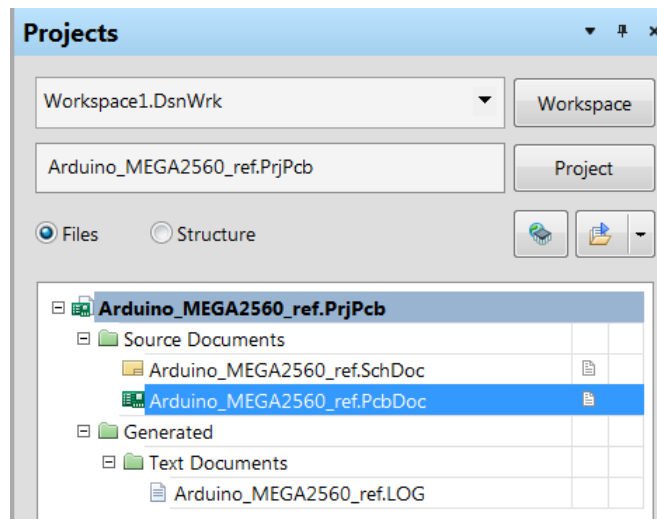 Projects
Workspace1.DsnWrk
Workspace
Arduino_MEGA2560_ref.PrjPcb
Project
Files
Structure
Arduino_MEGA2560_ref.PrjPcb
Source Documents
Arduino_MEGA2560_ref.SchDoc
Arduino_MEGA2560_ref.PcbDoc
Generated
Text Documents
Arduino_MEGA2560_ref.LOG